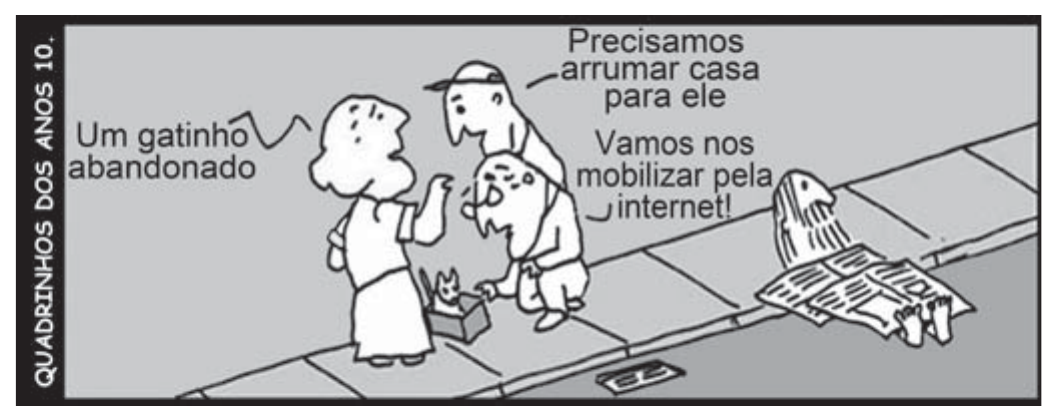 QUADRINHOS DOS ANOS 10.
Um gatinho
abandonado
Precisamos
arrumar casa
para ele
Vamos nos
mobilizar pela
internet!